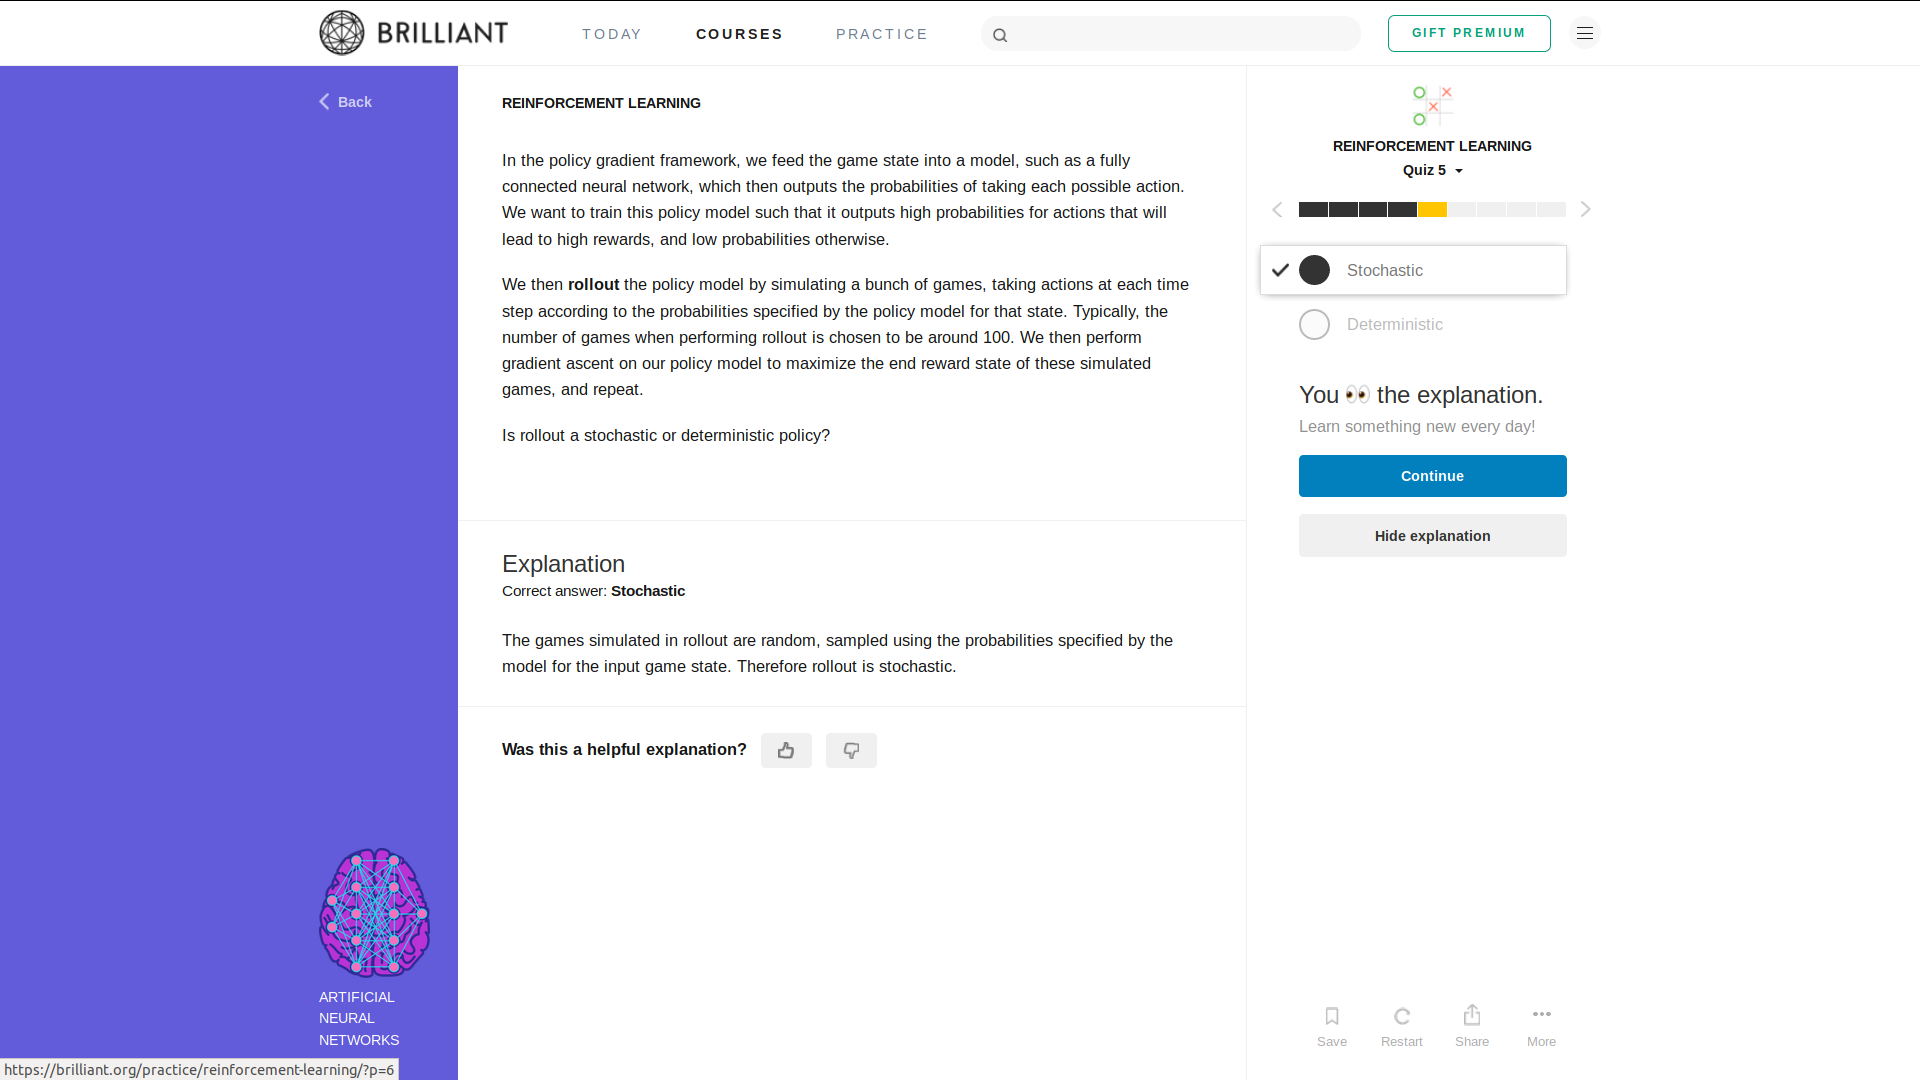 BRILLIANT
TODAY
COURSES
PRACTICE
GIFT PREMIUM
Back
REINFORCEMENT LEARNING
In the policy gradient framework, we feed the game state into a model, such as a fully
connected neural network, which then outputs the probabilities of taking each possible action.
We want to train this policy model such that it outputs high probabilities for actions that will
lead to high rewards, and low probabilities otherwise.
We then rollout the policy model by simulating a bunch of games, taking actions at each time
step according to the probabilities specified by the policy model for that state. Typically, the
number of games when performing rollout is chosen to be around 100. We then perform
gradient ascent on our policy model to maximize the end reward state of these simulated
games, and repeat.
Is rollout a stochastic or deterministic policy?
Explanation
Correct answer: Stochastic
The games simulated in rollout are random, sampled using the probabilities specified by the
model for the input game state. Therefore rollout is stochastic.
Was this a helpful explanation?
REINFORCEMENT LEARNING
Quiz 5
Stochastic
Deterministic
You 👀 the explanation.
Learn something new every day!
Continue
Hide explanation
Save
Restart
Share
More
ARTIFICIAL
NEURAL
NETWORKS
https://brilliant.org/practice/reinforcement-learning/?p=6